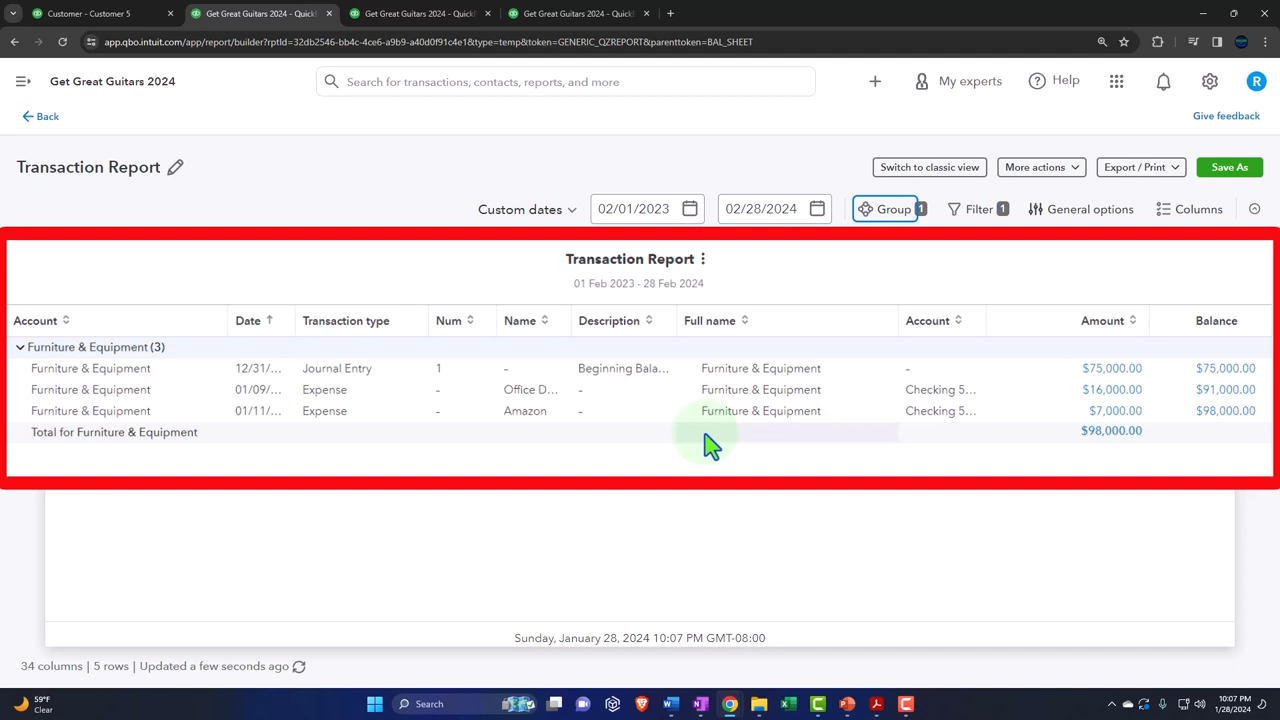 Customer - Customer 5
Get Great Guitars 2024 - QuickB
Get Great Guitars 2024 - QuickB
Get Great Guitars 2024 - QuickB
app.qbo.intuit.com/app/report/builder?rptId=32db2546-bb4c-4ce6-a9b9-a40d0f91c4e1&type=temp&token=GENERIC_QZREPORT&parenttoken=BAL_SHEET
Get Great Guitars 2024
Search for transactions, contacts, reports, and more
My experts
Help
R
Back
Give feedback
Transaction Report
Switch to classic view
More actions
Export / Print
Save As
Custom dates
02/01/2023
02/28/2024
Group 1
Filter 1
General options
Columns
Transaction Report
01 Feb 2023 - 28 Feb 2024
Account Date Transaction type Num Name Description Full name Account Amount Balance
Furniture & Equipment (3)
Furniture & Equipment 12/31/... Journal Entry 1 - Beginning Bala... Furniture & Equipment - $75,000.00 $75,000.00
Furniture & Equipment 01/09/... Expense - Office D... - Furniture & Equipment Checking 5... $16,000.00 $91,000.00
Furniture & Equipment 01/11/... Expense - Amazon - Furniture & Equipment Checking 5... $7,000.00 $98,000.00
Total for Furniture & Equipment $98,000.00
Sunday, January 28, 2024 10:07 PM GMT-08:00
34 columns | 5 rows | Updated a few seconds ago
59°F
Clear
Search
10:07 PM
1/28/2024